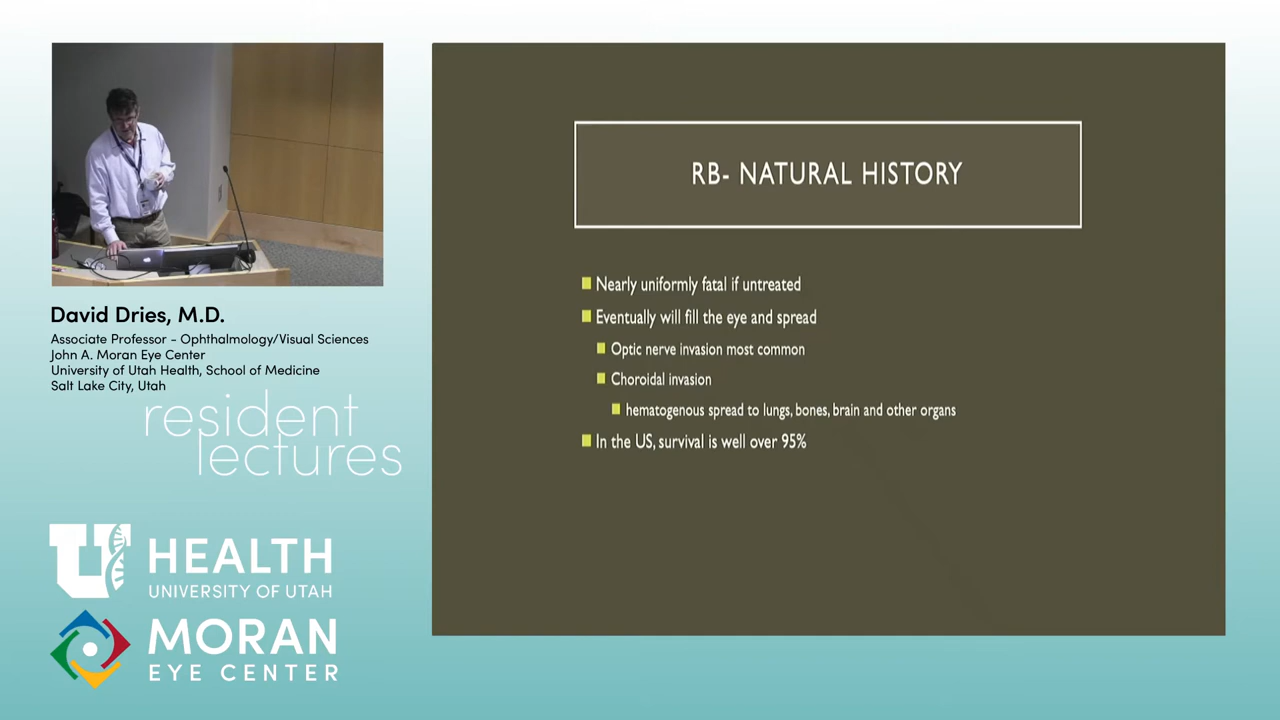 RB- NATURAL HISTORY
Nearly uniformly fatal if untreated
Eventually will fill the eye and spread
Optic nerve invasion most common
Choroidal invasion
hematogenous spread to lungs, bones, brain and other organs
In the US, survival is well over 95%
David Dries, M.D.
Associate Professor - Ophthalmology/Visual Sciences
John A. Moran Eye Center
University of Utah Health, School of Medicine
Salt Lake City, Utah
resident
lectures
U HEALTH
UNIVERSITY OF UTAH
MORAN
EYE CENTER